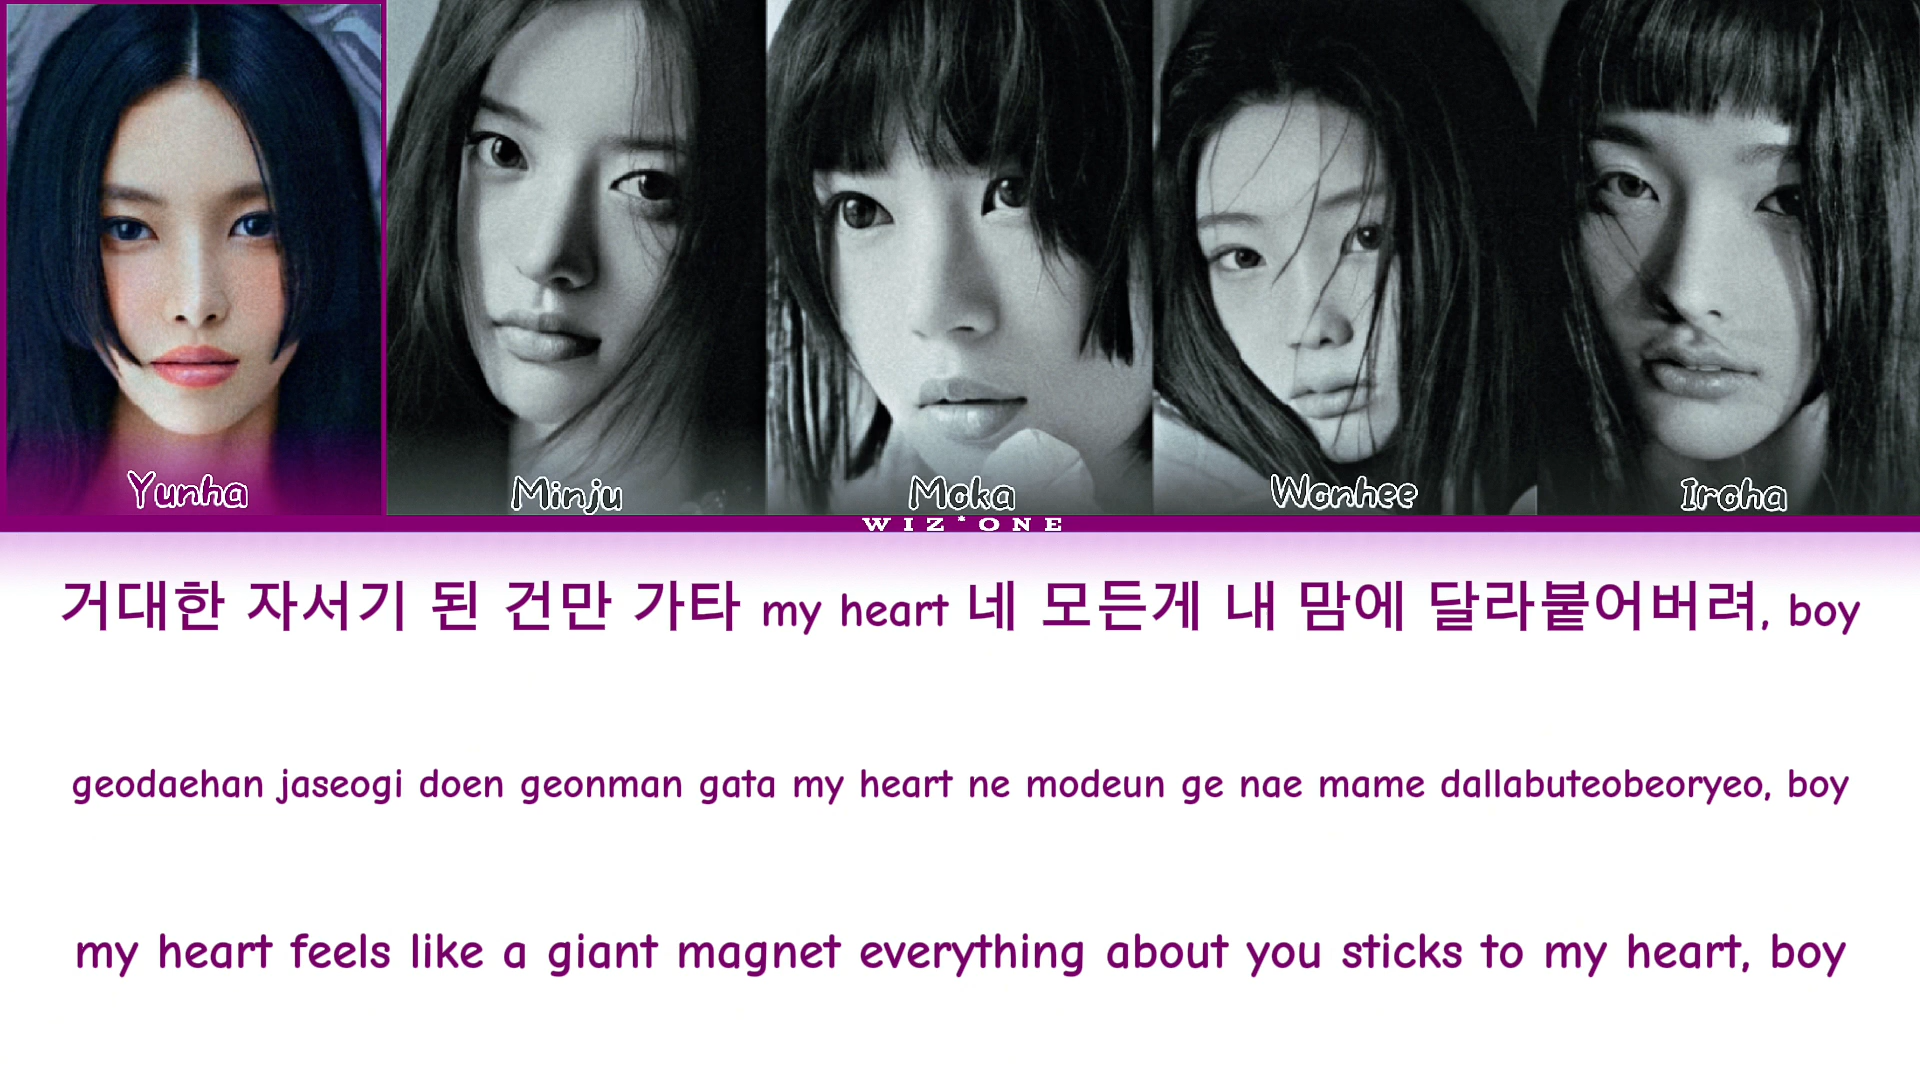 Yunha Minju Moka Wonhee Iroha
WIZ*ONE
거대한 자서기 된 건만 가타 my heart 네 모든게 내 맘에 달라붙어버려, boy
geodaehan jaseogi doen geonman gata my heart ne modeun ge nae mame dallabuteobeoryeo, boy
my heart feels like a giant magnet everything about you sticks to my heart, boy